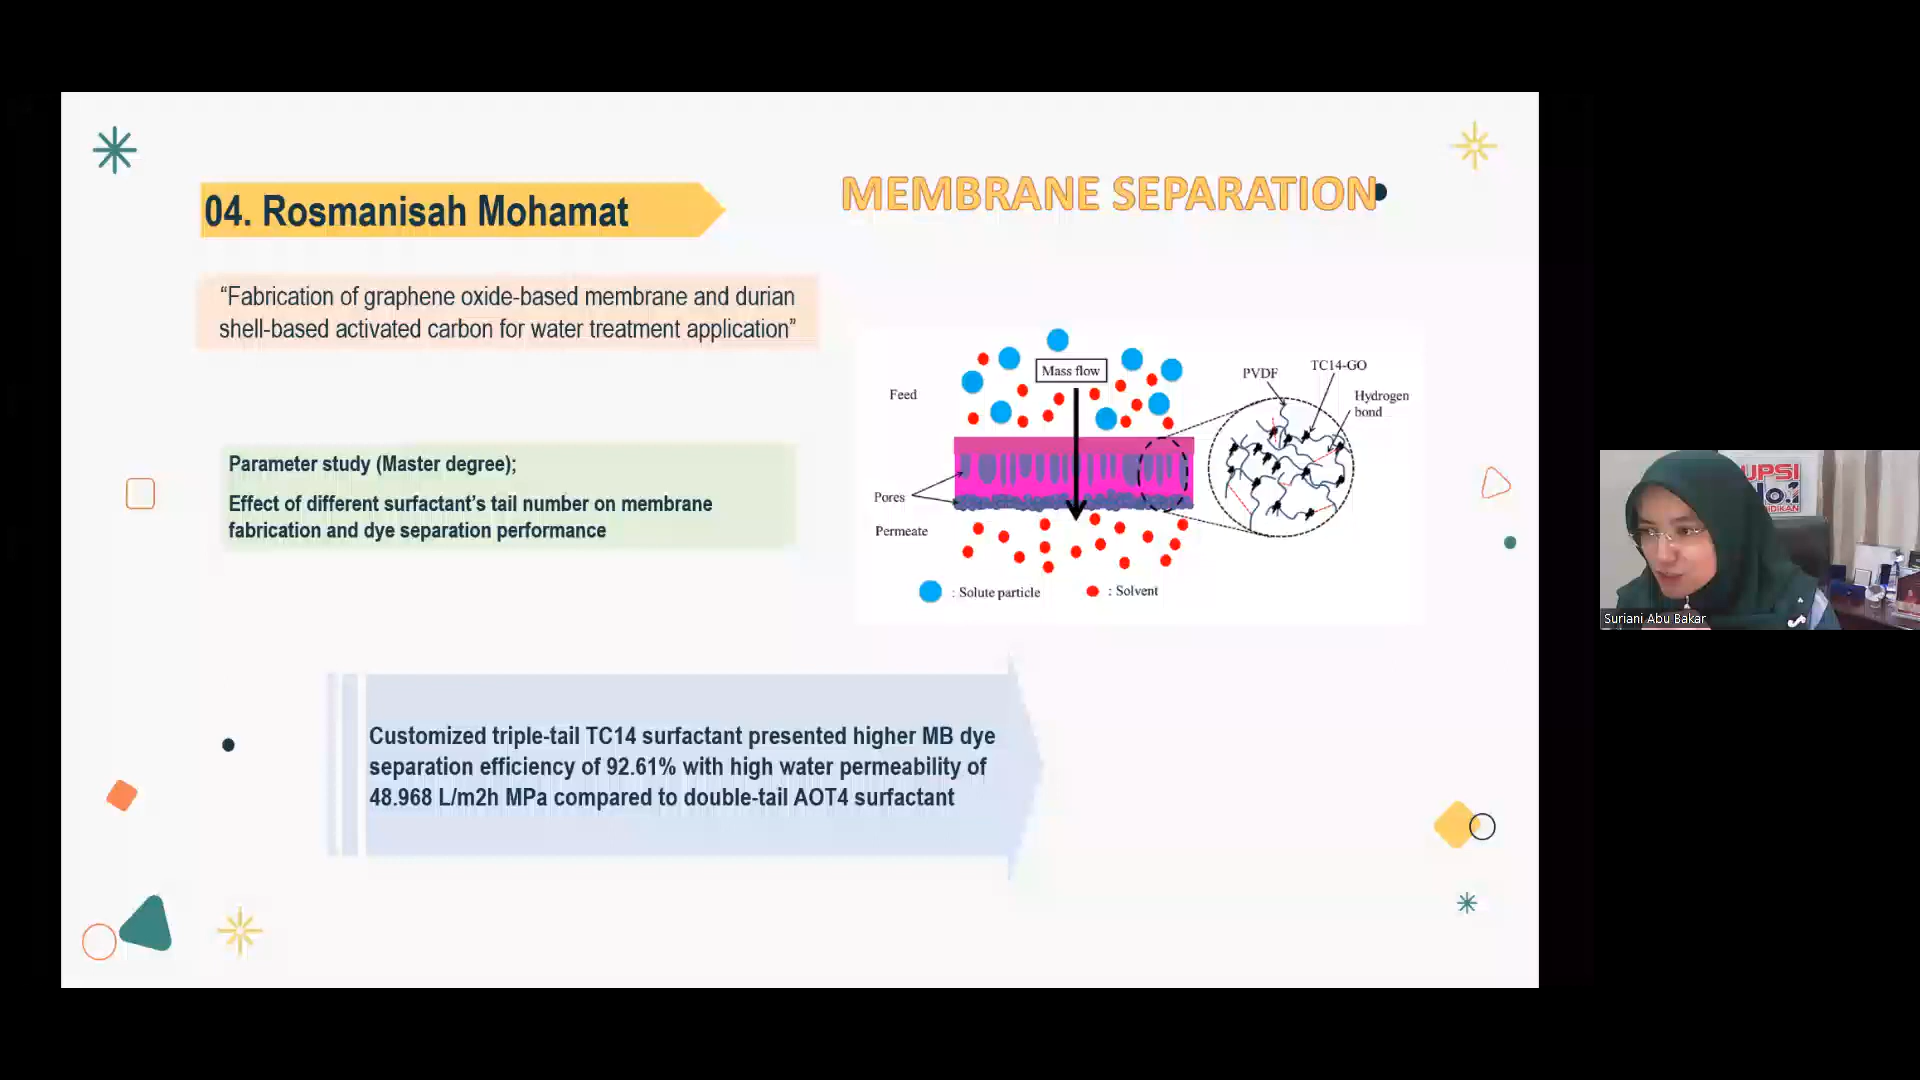 04. Rosmanisah Mohamat
MEMBRANE SEPARATION
“Fabrication of graphene oxide-based membrane and durian
shell-based activated carbon for water treatment application”
Parameter study (Master degree);
Effect of different surfactant’s tail number on membrane
fabrication and dye separation performance
Feed
Mass flow
PVDF
TC14-GO
Hydrogen
bond
Pores
Permeate
: Solute particle
: Solvent
Customized triple-tail TC14 surfactant presented higher MB dye
separation efficiency of 92.61% with high water permeability of
48.968 L/m2h MPa compared to double-tail AOT4 surfactant
UPSI
No.1
Suriani Abu Bakar